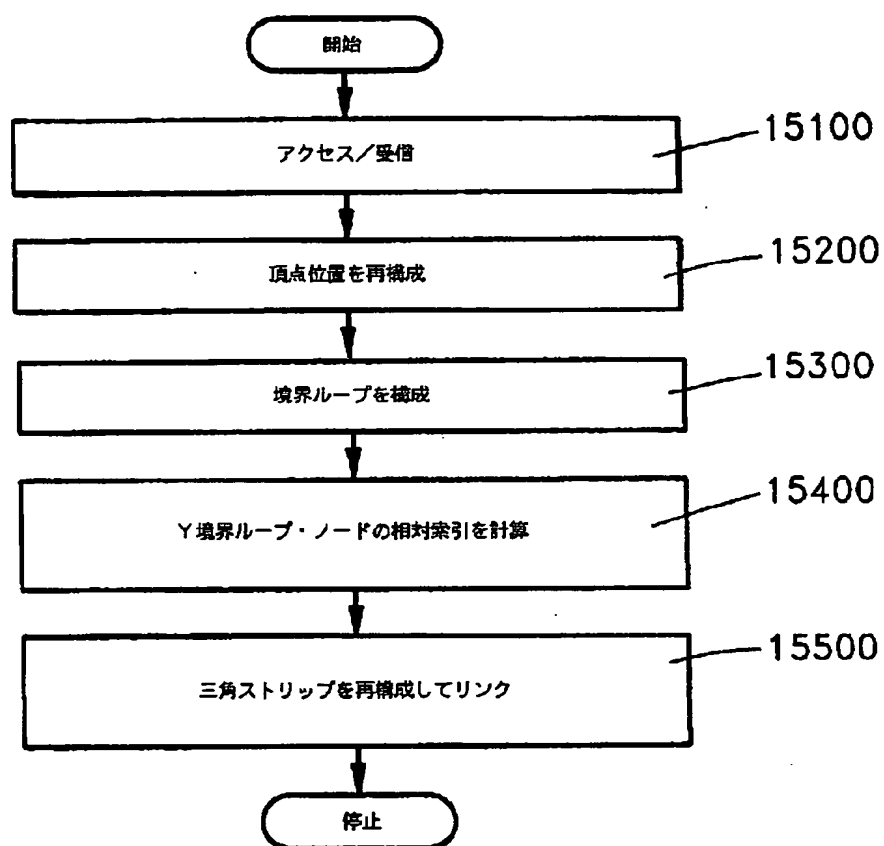 開始
アクセス/受信
15100
頂点位置を再構成
15200
境界ループを構成
15300
Y境界ループ・ノードの相対索引を計算
15400
三角ストリップを再構成してリンク
15500
停止